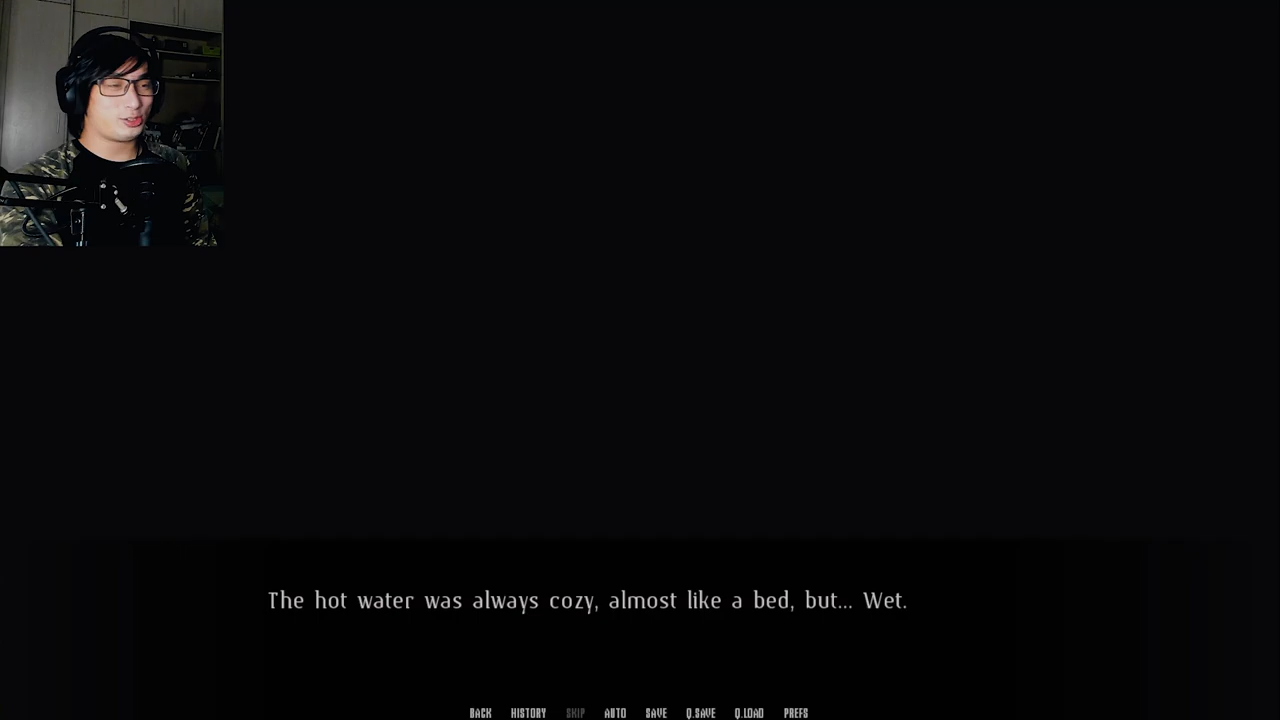 The hot water was always cozy, almost like a bed, but... Wet.
BACK HISTORY SKIP AUTO SAVE Q.SAVE Q.LOAD PREFS